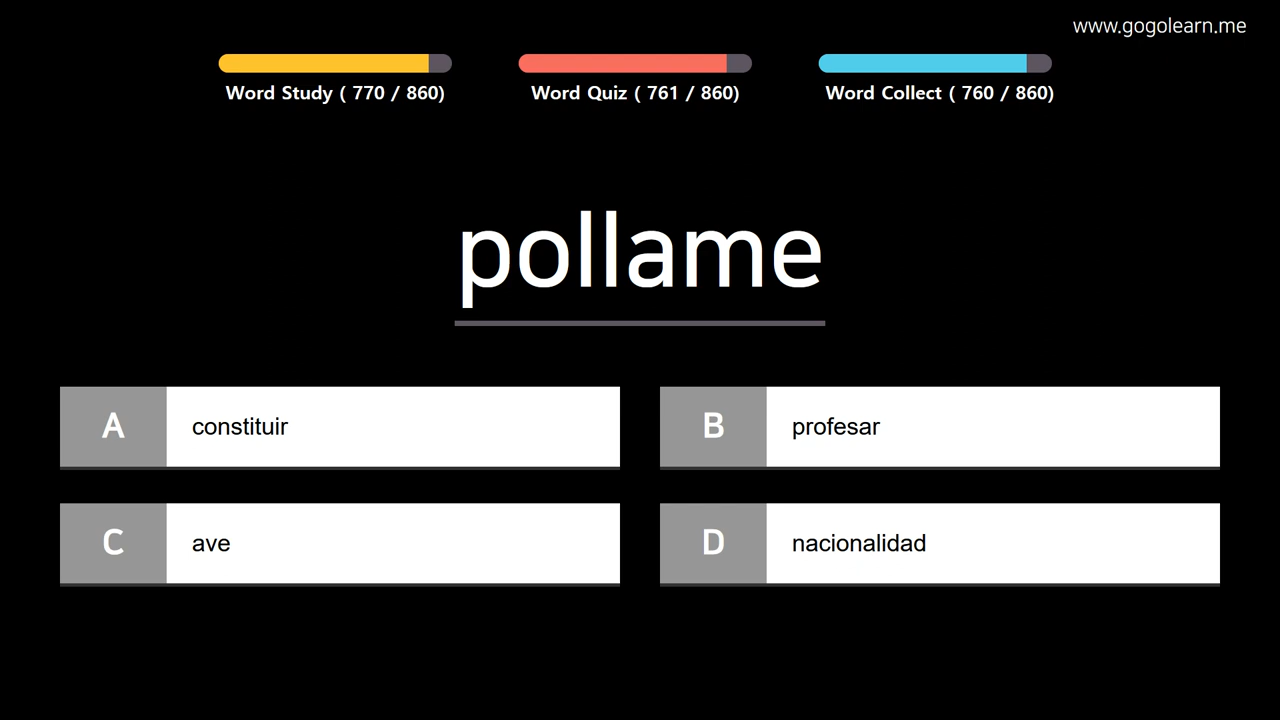 www.gogolearn.me
Word Study ( 770 / 860)
Word Quiz ( 761 / 860)
Word Collect ( 760 / 860)
pollame
A constituir
B profesar
C ave
D nacionalidad